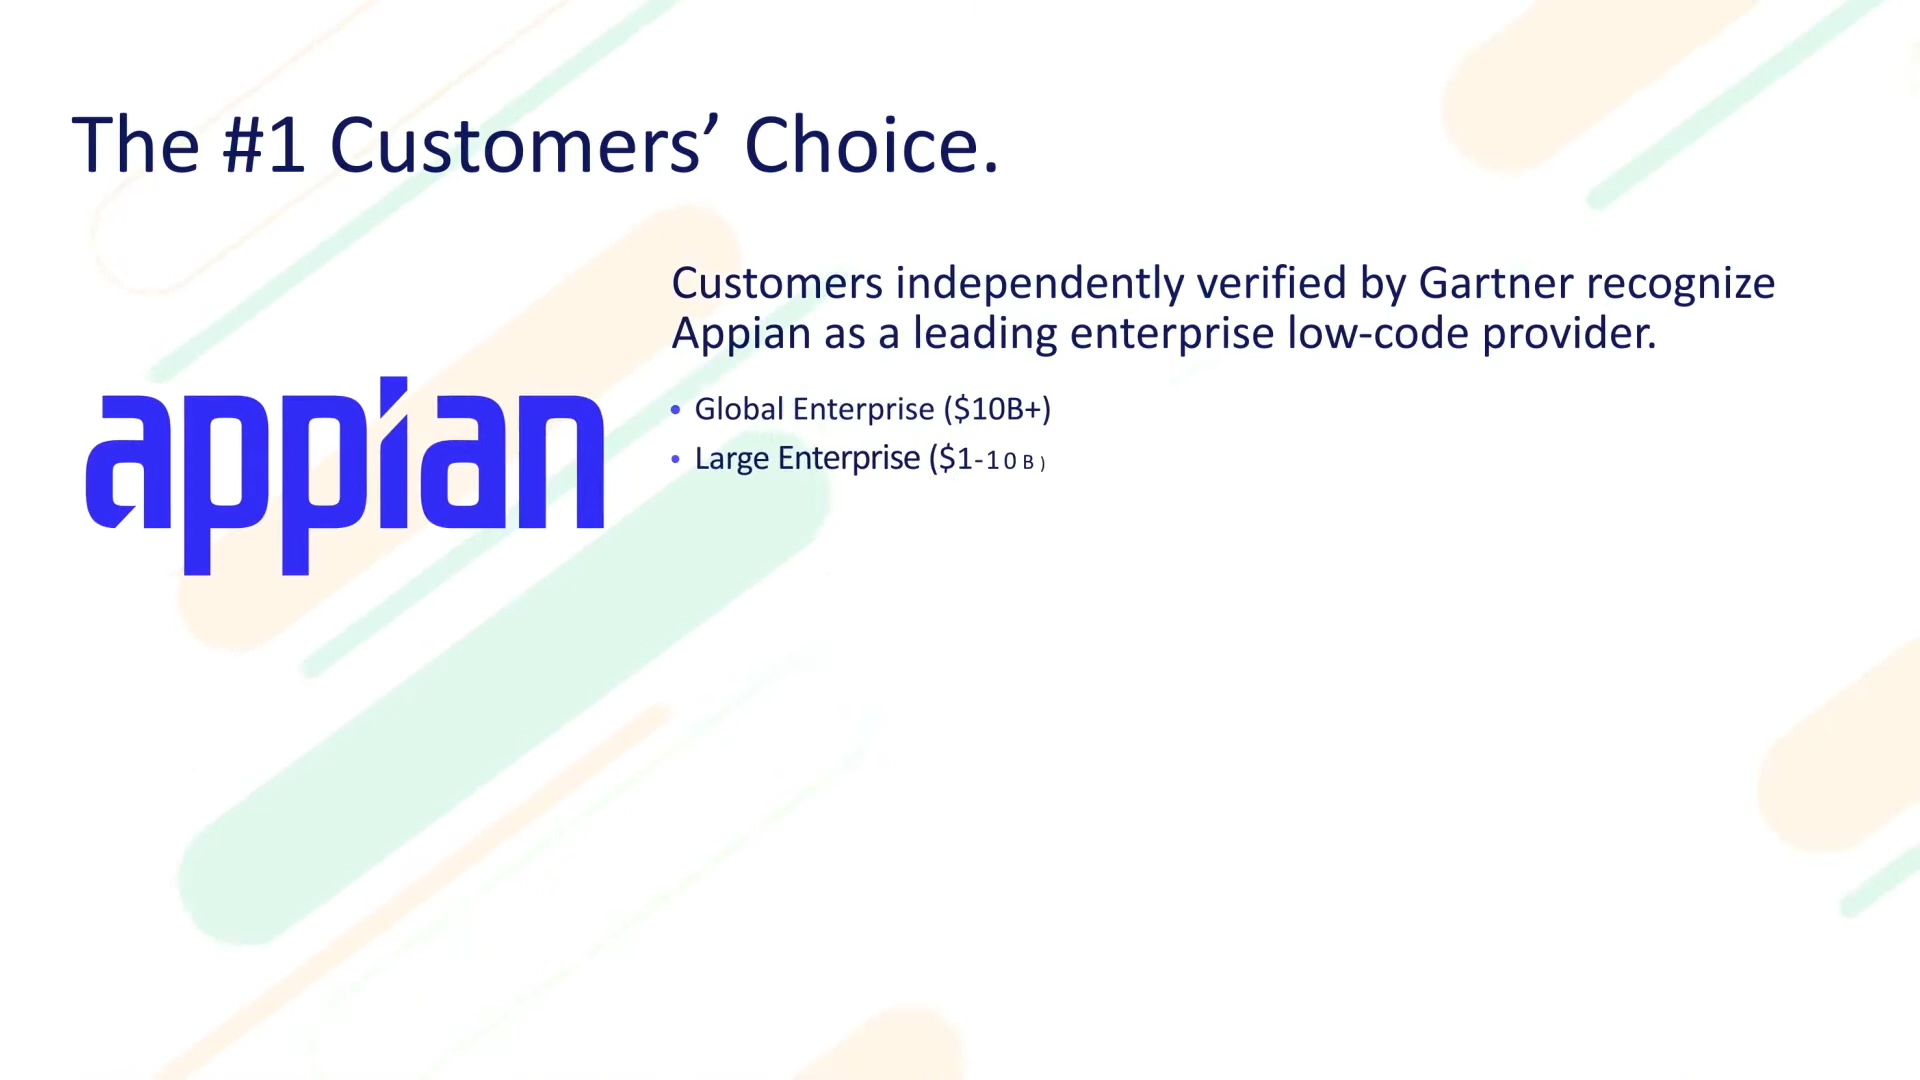 The #1 Customers’ Choice.
Customers independently verified by Gartner recognize
Appian as a leading enterprise low-code provider.
appian
• Global Enterprise ($10B+)
• Large Enterprise ($1-10B)